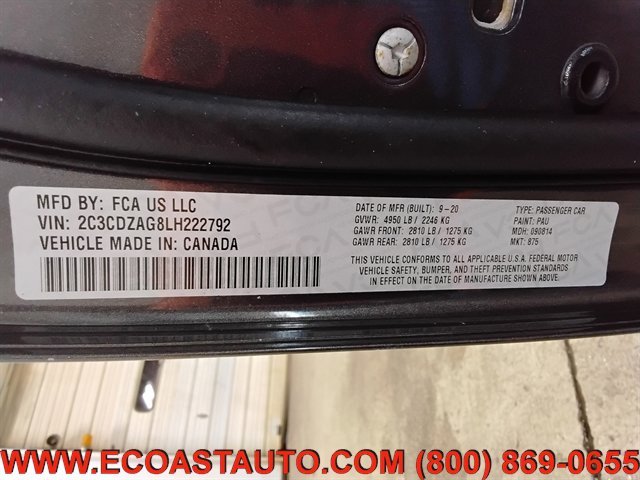 MFD BY: FCA US LLC
VIN: 2C3CDZAG8LH222792
VEHICLE MADE IN: CANADA
DATE OF MFR (BUILT): 9-20
GVWR: 4950 LB / 2246 KG
GAWR FRONT: 2810 LB / 1275 KG
GAWR REAR: 2810 LB / 1275 KG
TYPE: PASSENGER CAR
PAINT: PAU
MDH: 090814
MKT: 875
THIS VEHICLE CONFORMS TO ALL APPLICABLE U.S.A. FEDERAL MOTOR
VEHICLE SAFETY, BUMPER, AND THEFT PREVENTION STANDARDS
IN EFFECT ON THE DATE OF MANUFACTURE SHOWN ABOVE.
WWW.ECOASTAUTO.COM (800) 869-0655